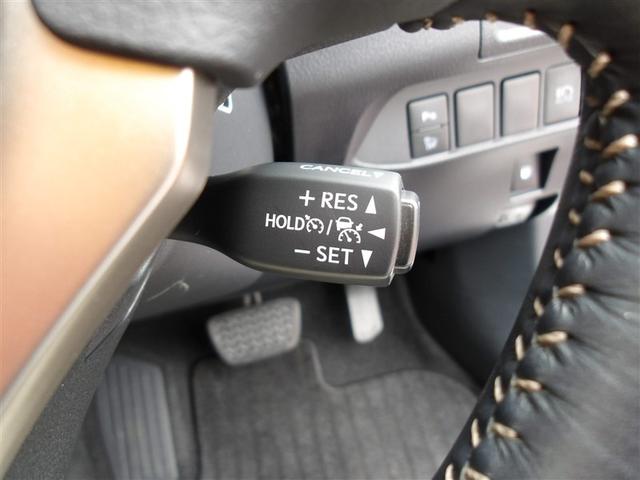 CANCEL
+ RES
HOLD /
− SET